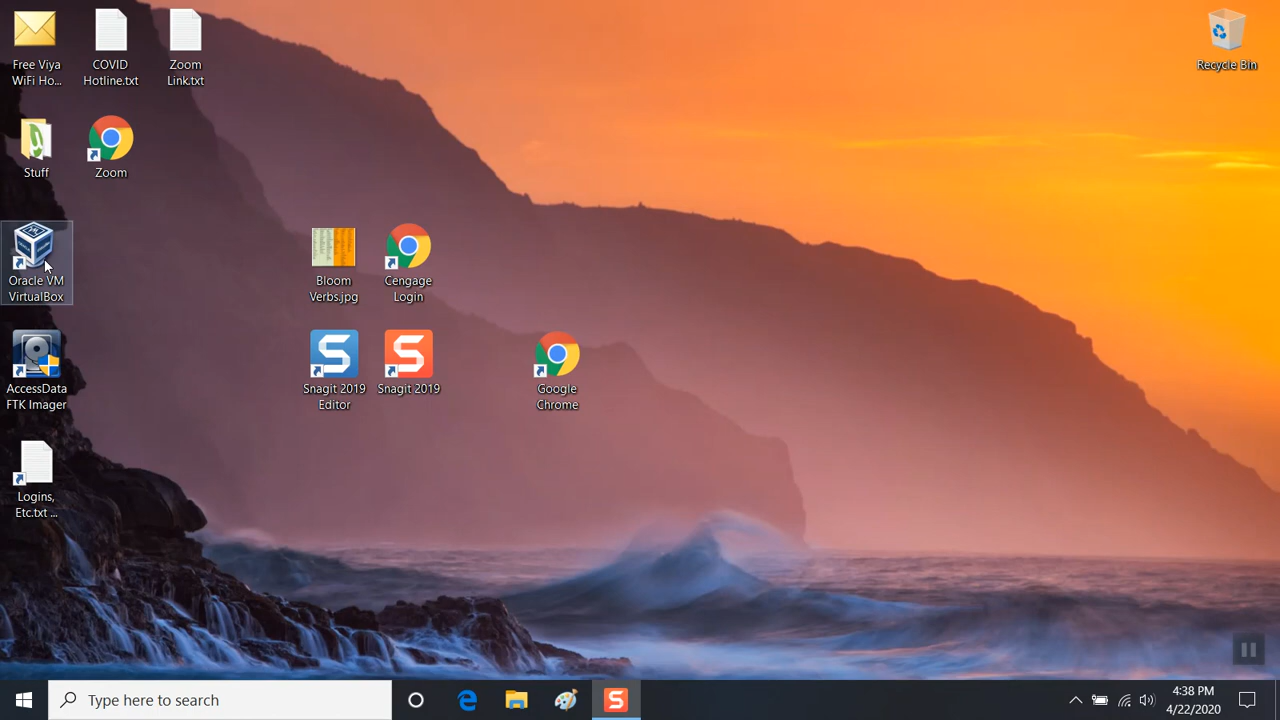 Free Viya
WiFi Ho...
COVID
Hotline.txt
Zoom
Link.txt
Recycle Bin
Stuff
Zoom
Oracle VM
VirtualBox
Bloom
Verbs.jpg
Cengage
Login
AccessData
FTK Imager
Snagit 2019
Editor
Snagit 2019
Google
Chrome
Logins,
Etc.txt ...
Type here to search
4:38 PM
4/22/2020